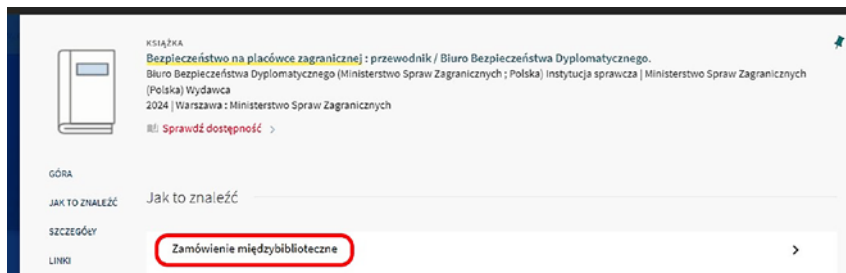 KSIĄŻKA
Bezpieczeństwo na placówce zagranicznej : przewodnik / Biuro Bezpieczeństwa Dyplomatycznego.
Biuro Bezpieczeństwa Dyplomatycznego (Ministerstwo Spraw Zagranicznych ; Polska) Instytucja sprawcza | Ministerstwo Spraw Zagranicznych
(Polska) Wydawca
2024 | Warszawa : Ministerstwo Spraw Zagranicznych
Sprawdź dostępność >
GÓRA
JAK TO ZNALEŹĆ
SZCZEGÓŁY
LINKI
Jak to znaleźć
Zamówienie międzybiblioteczne >